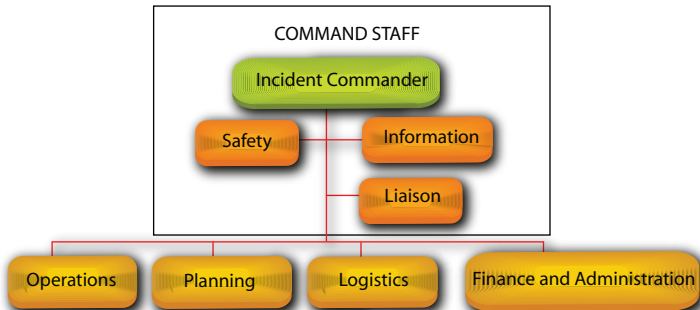 COMMAND STAFF
Incident Commander
Safety
Information
Liaison
Operations
Planning
Logistics
Finance and Administration